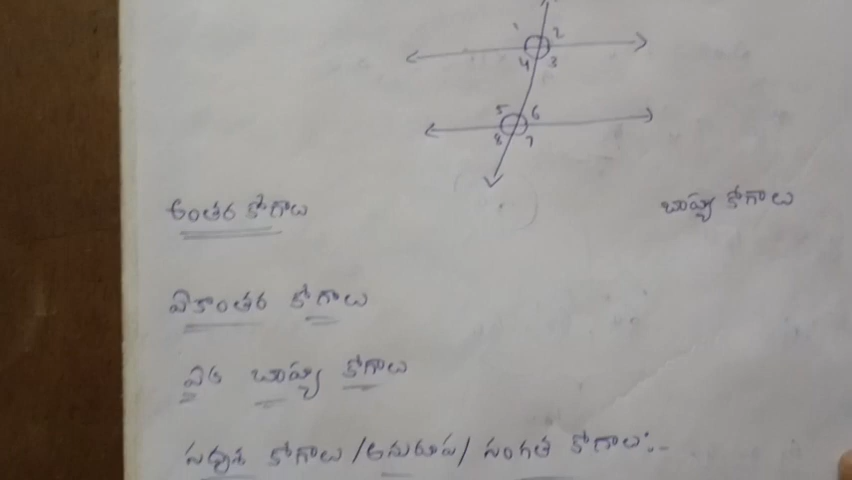 1 2
4 3
5 6
8 7
అంతర కోణాలు
బాహ్య కోణాలు
ఏకాంతర కోణాలు
ఏక బాహ్య కోణాలు
సదృశ కోణాలు /అనురూప/ సంగత కోణాలు:-